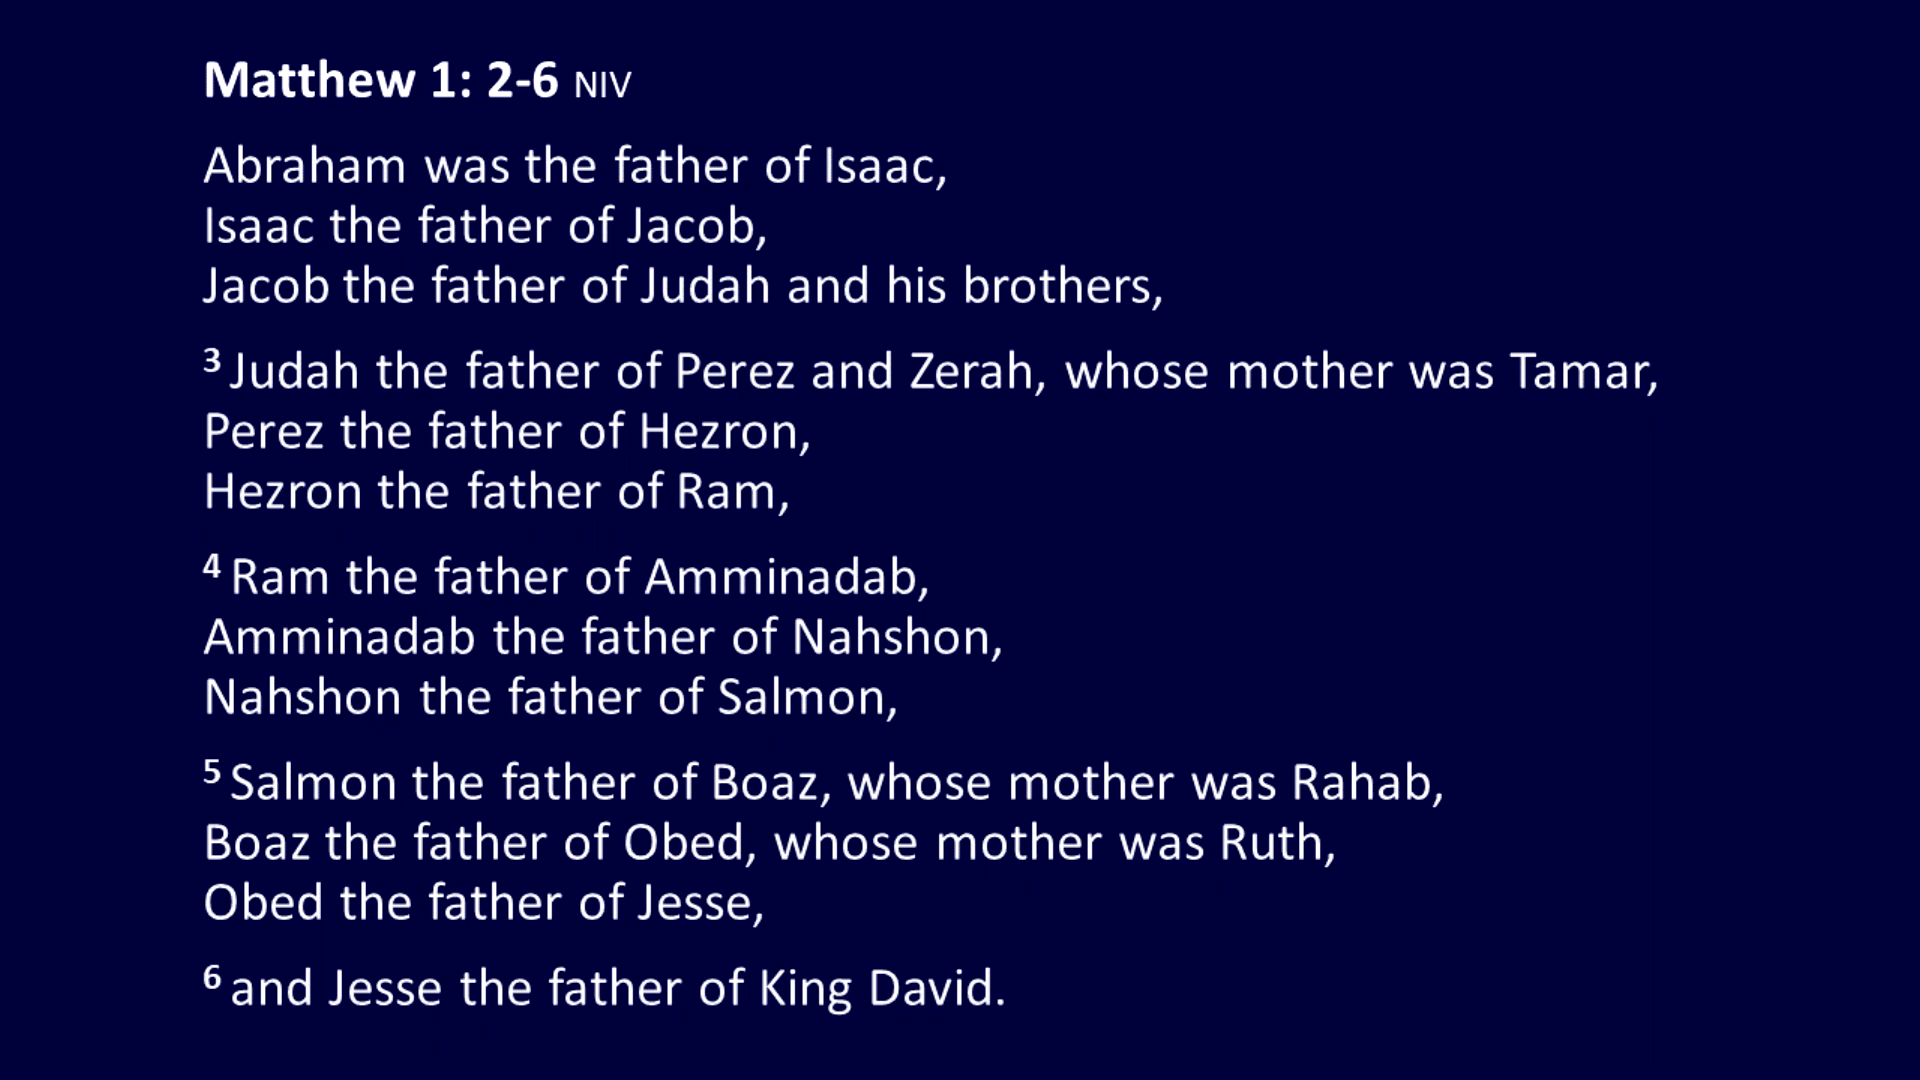 Matthew 1: 2-6 NIV
Abraham was the father of Isaac,
Isaac the father of Jacob,
Jacob the father of Judah and his brothers,
3 Judah the father of Perez and Zerah, whose mother was Tamar,
Perez the father of Hezron,
Hezron the father of Ram,
4 Ram the father of Amminadab,
Amminadab the father of Nahshon,
Nahshon the father of Salmon,
5 Salmon the father of Boaz, whose mother was Rahab,
Boaz the father of Obed, whose mother was Ruth,
Obed the father of Jesse,
6 and Jesse the father of King David.